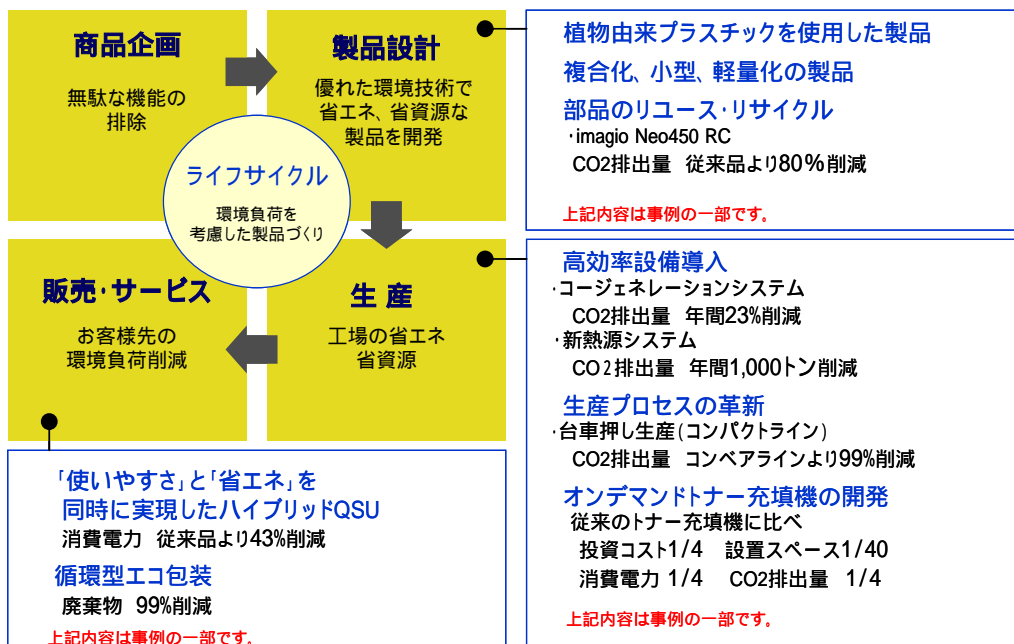 商品企画
無駄な機能の
排除
製品設計
優れた環境技術で
省エネ、省資源な
製品を開発
ライフサイクル
環境負荷を
考慮した製品づくり
販売・サービス
お客様先の
環境負荷削減
生 産
工場の省エネ
省資源
植物由来プラスチックを使用した製品
複合化、小型、軽量化の製品
部品のリユース・リサイクル
・imagio Neo450 RC
CO2排出量 従来品より80%削減
上記内容は事例の一部です。
高効率設備導入
・コージェネレーションシステム
CO2排出量 年間23%削減
・新熱源システム
CO2排出量 年間1,000トン削減
生産プロセスの革新
・台車押し生産(コンパクトライン)
CO2排出量 コンベアラインより99%削減
オンデマンドトナー充填機の開発
従来のトナー充填機に比べ
投資コスト1/4 設置スペース1/40
消費電力 1/4 CO2排出量 1/4
上記内容は事例の一部です。
「使いやすさ」と「省エネ」を
同時に実現したハイブリッドQSU
消費電力 従来品より43%削減
循環型エコ包装
廃棄物 99%削減
上記内容は事例の一部です。